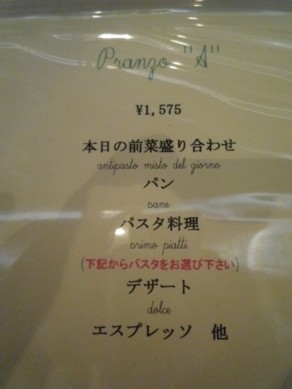 Pranzo "A"
¥1,575
本日の前菜盛り合わせ
antipasto misto del giorno
パン
pane
パスタ料理
primo piatti
(下記からパスタをお選び下さい)
デザート
dolce
エスプレッソ 他